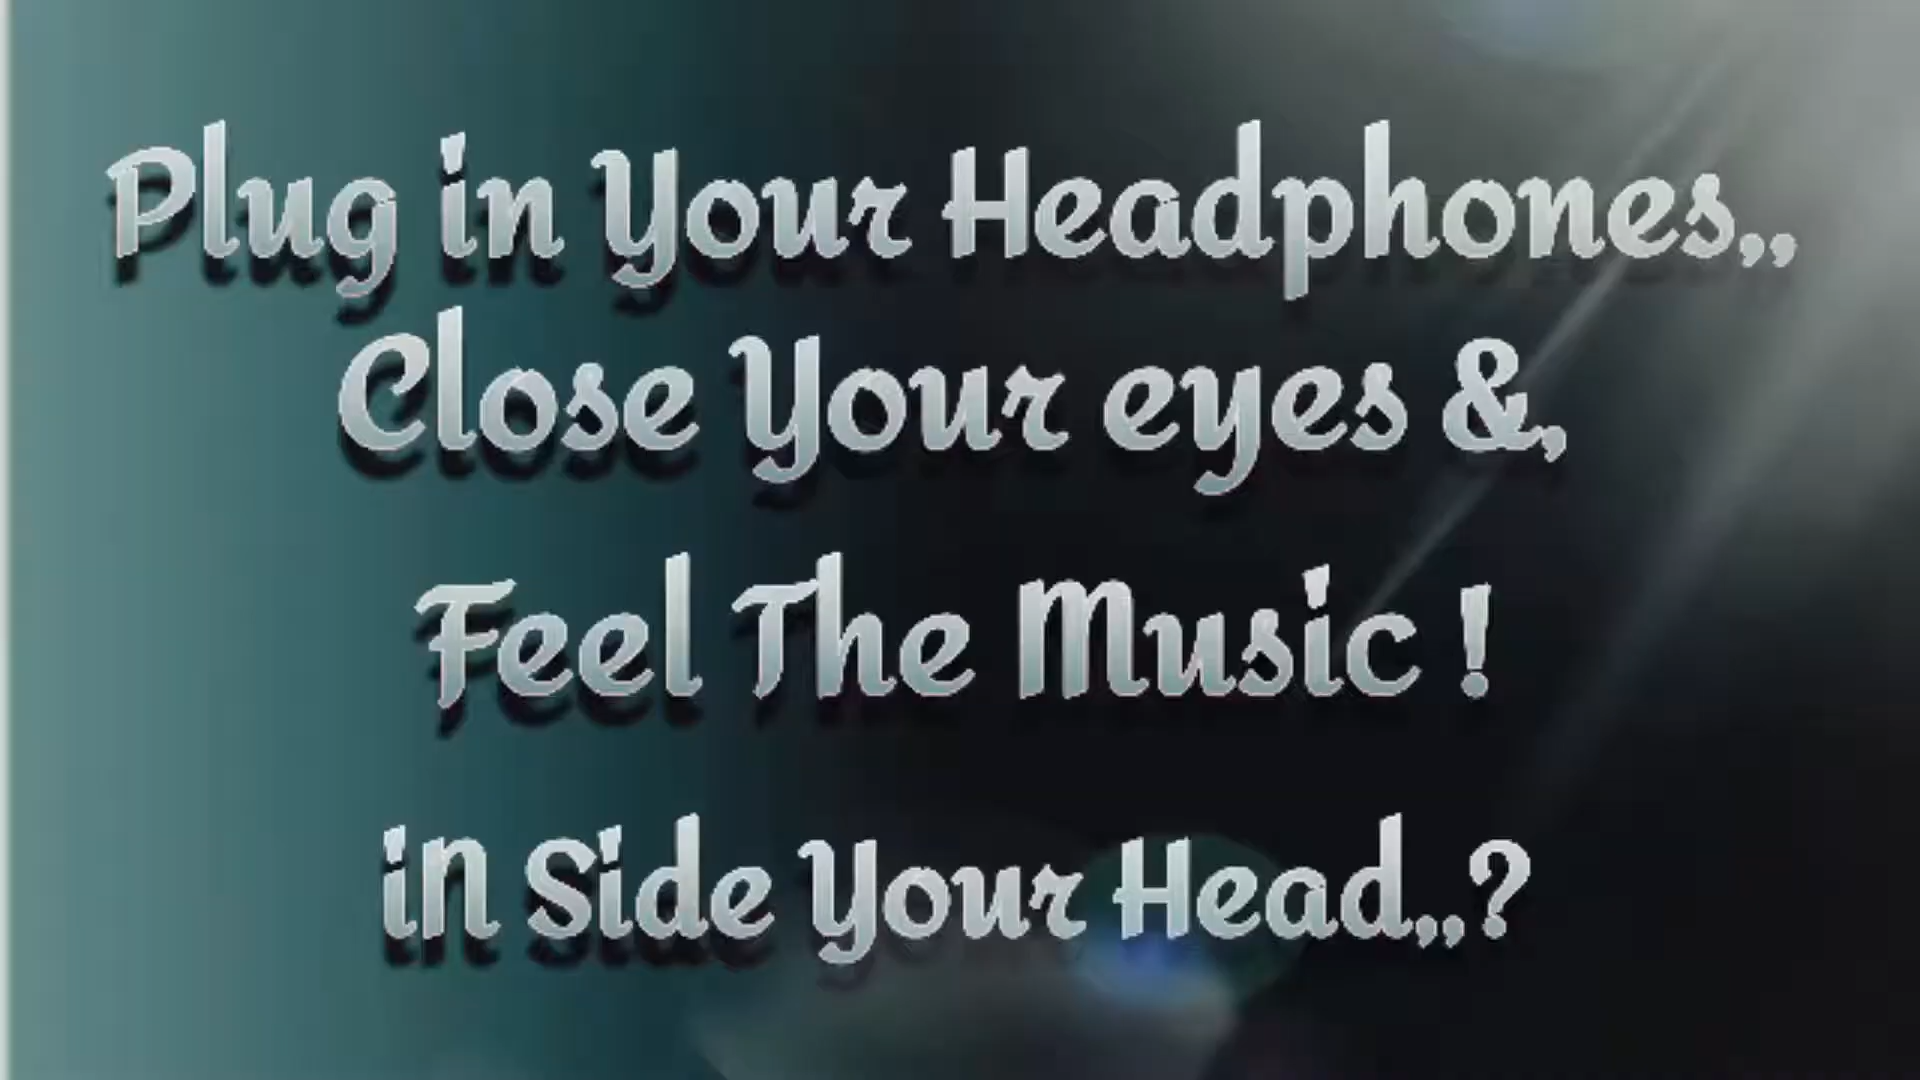 Plug in Your Headphones,,
Close Your eyes &,
Feel The Music !
in Side Your Head,,?